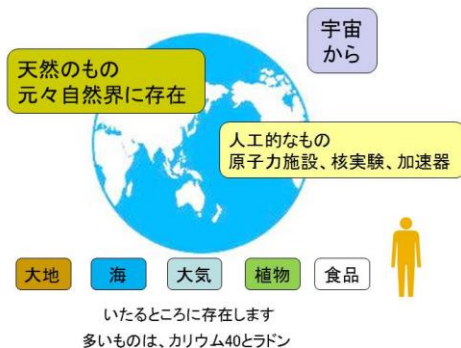 宇宙
から
天然のもの
元々自然界に存在
人工的なもの
原子力施設、核実験、加速器
大地
海
大気
植物
食品
いたるところに存在します
多いものは、カリウム40とラドン